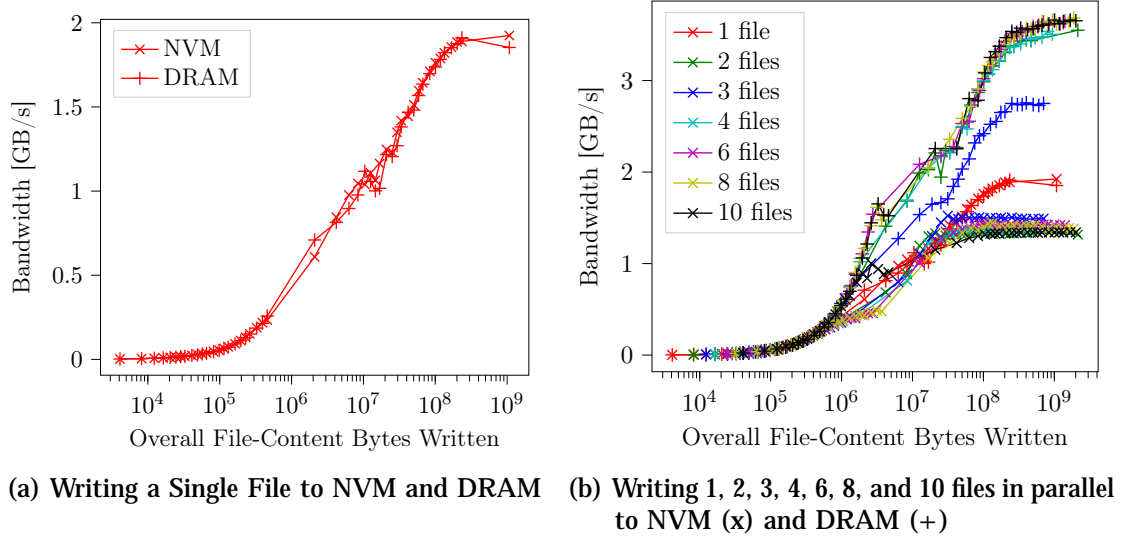 2
1.5
1
0.5
0
Bandwidth [GB/s]
NVM
DRAM
10^4 10^5 10^6 10^7 10^8 10^9
Overall File-Content Bytes Written
(a) Writing a Single File to NVM and DRAM
3
2
1
0
Bandwidth [GB/s]
1 file
2 files
3 files
4 files
6 files
8 files
10 files
10^4 10^5 10^6 10^7 10^8 10^9
Overall File-Content Bytes Written
(b) Writing 1, 2, 3, 4, 6, 8, and 10 files in parallel
to NVM (x) and DRAM (+)